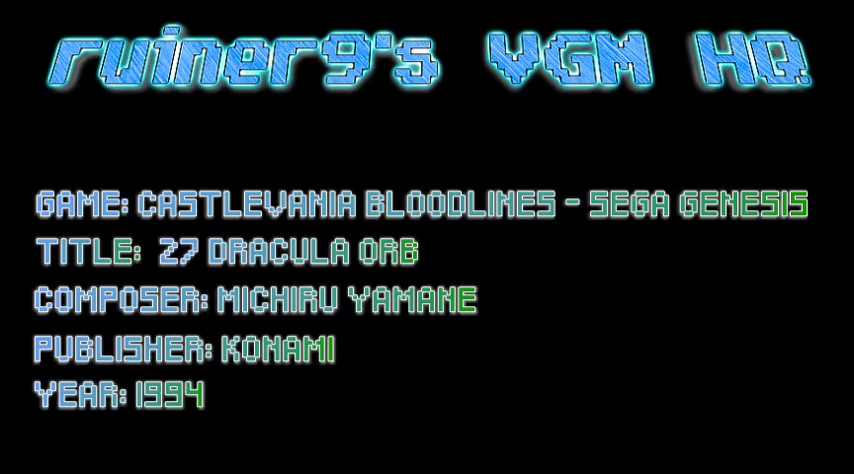 ruiner9's VGM HQ
GAME: CASTLEVANIA BLOODLINES - SEGA GENESIS
TITLE: 27 DRACULA ORB
COMPOSER: MICHIRU YAMANE
PUBLISHER: KONAMI
YEAR: 1994